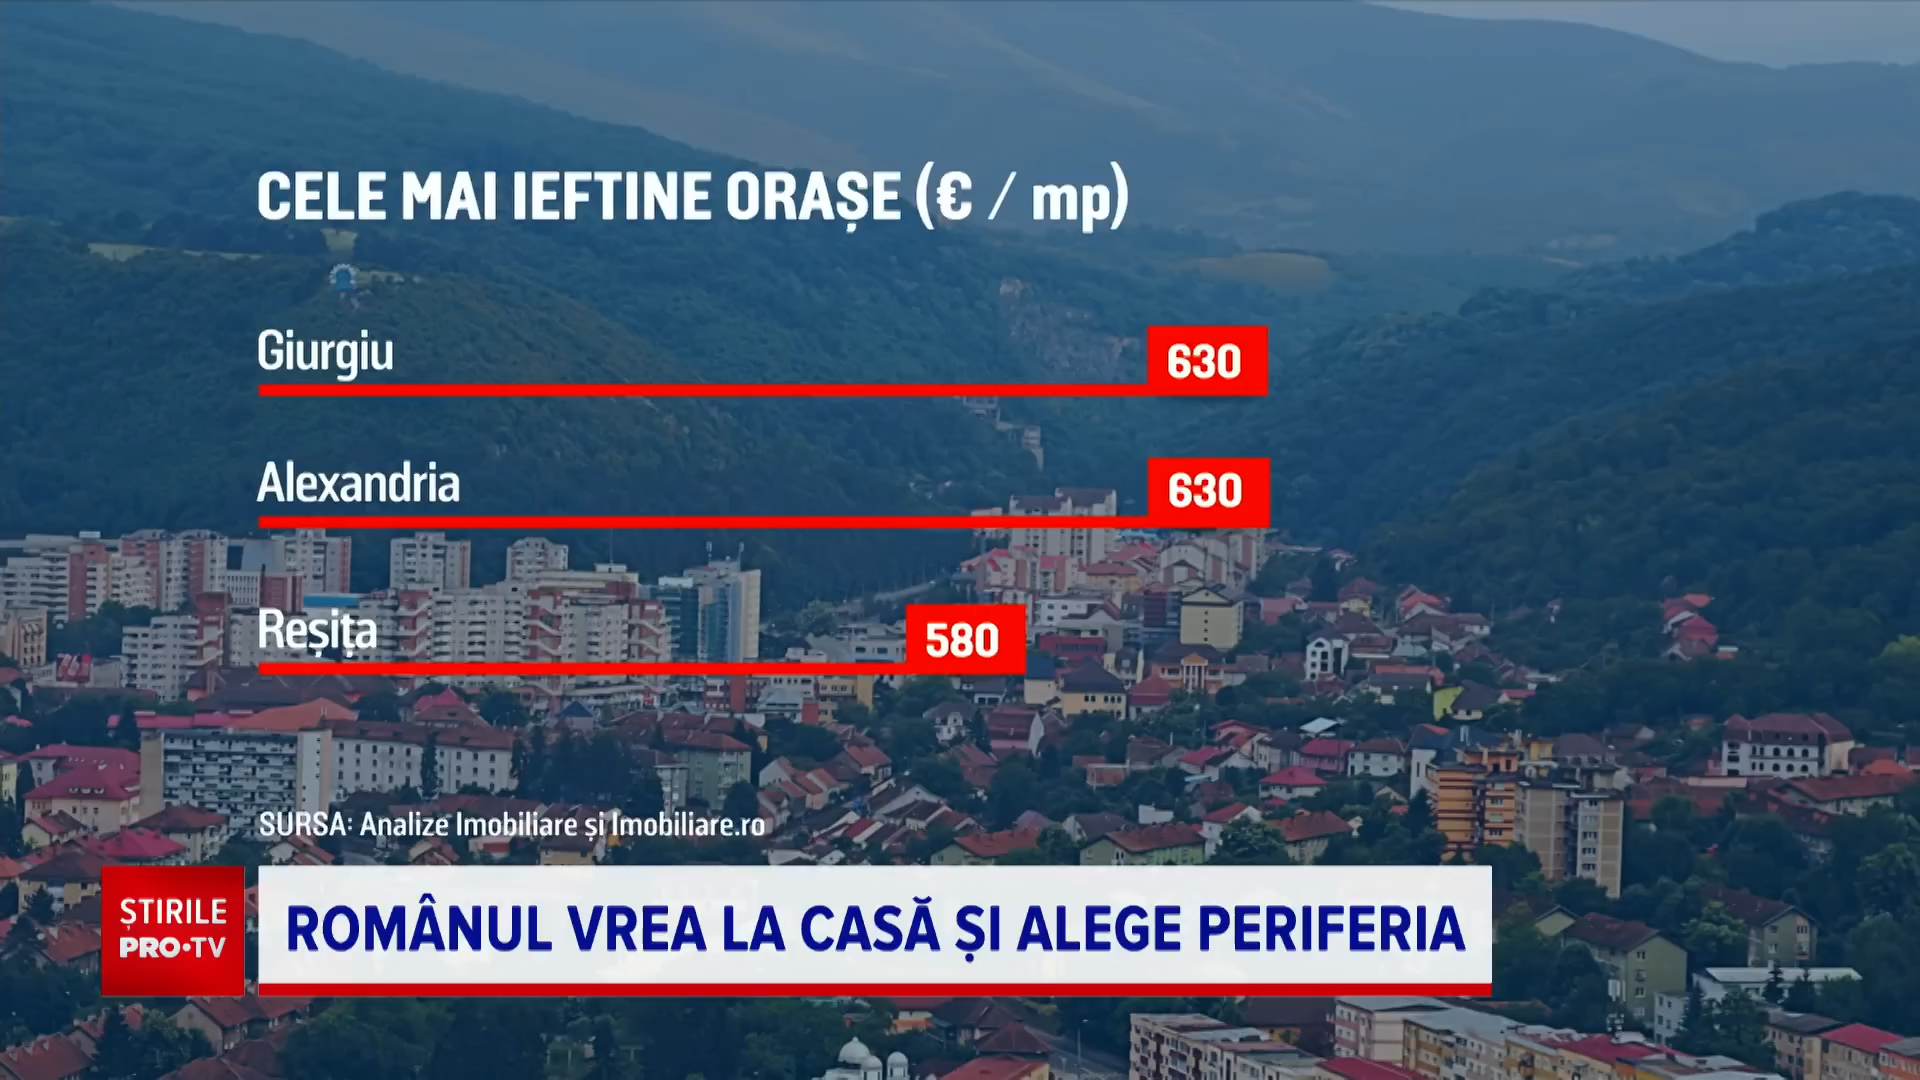 CELE MAI IEFTINE ORAȘE (€ / mp)
Giurgiu
630
Alexandria
630
Reșița
580
SURSA: Analize Imobiliare și Imobiliare.ro
ȘTIRILE
PRO•TV
ROMÂNUL VREA LA CASĂ ȘI ALEGE PERIFERIA